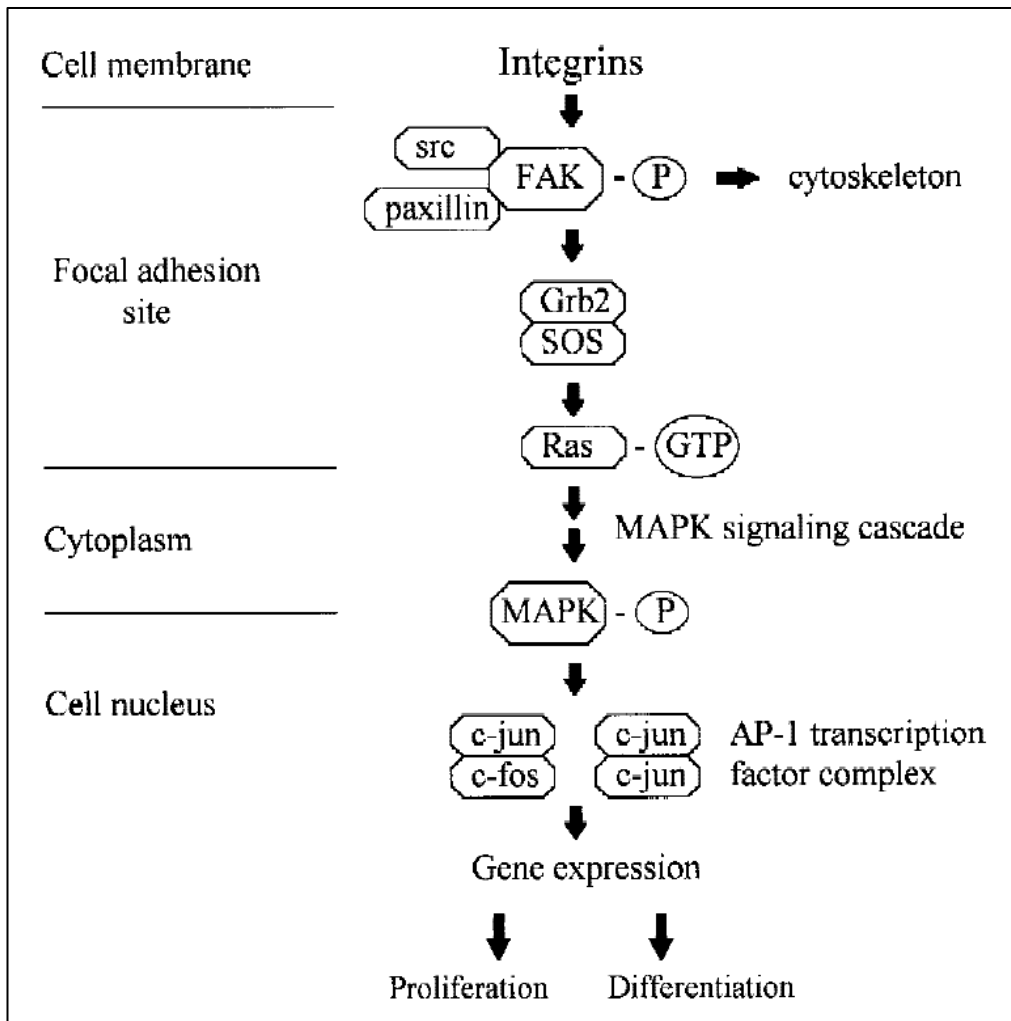 Cell membrane
Integrins
src
FAK - P
cytoskeleton
paxillin
Focal adhesion
site
Grb2
SOS
Ras - GTP
MAPK signaling cascade
Cytoplasm
MAPK - P
Cell nucleus
c-jun
c-jun
AP-1 transcription
c-fos
c-jun
factor complex
Gene expression
Proliferation
Differentiation